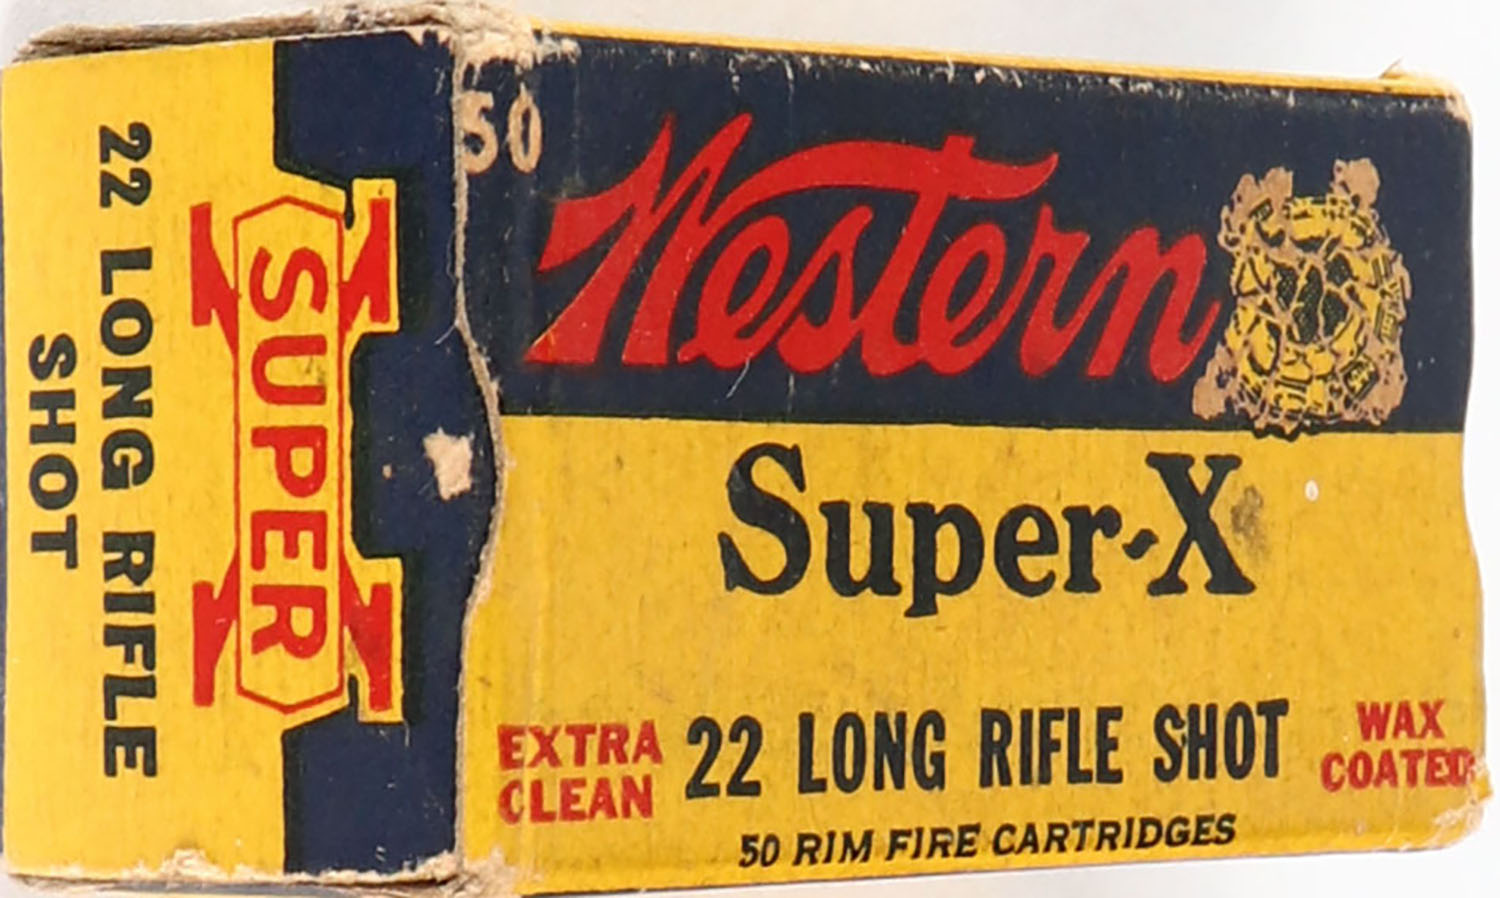 50
Western
Super-X
EXTRA
CLEAN
22 LONG RIFLE SHOT
WAX
COATED
50 RIM FIRE CARTRIDGES
SUPER
X
22 LONG RIFLE
SHOT